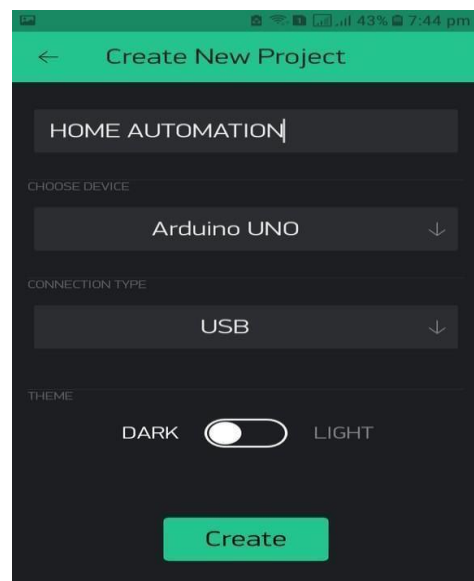 43% 7:44 pm
Create New Project
HOME AUTOMATION
CHOOSE DEVICE
Arduino UNO
CONNECTION TYPE
USB
THEME
DARK LIGHT
Create